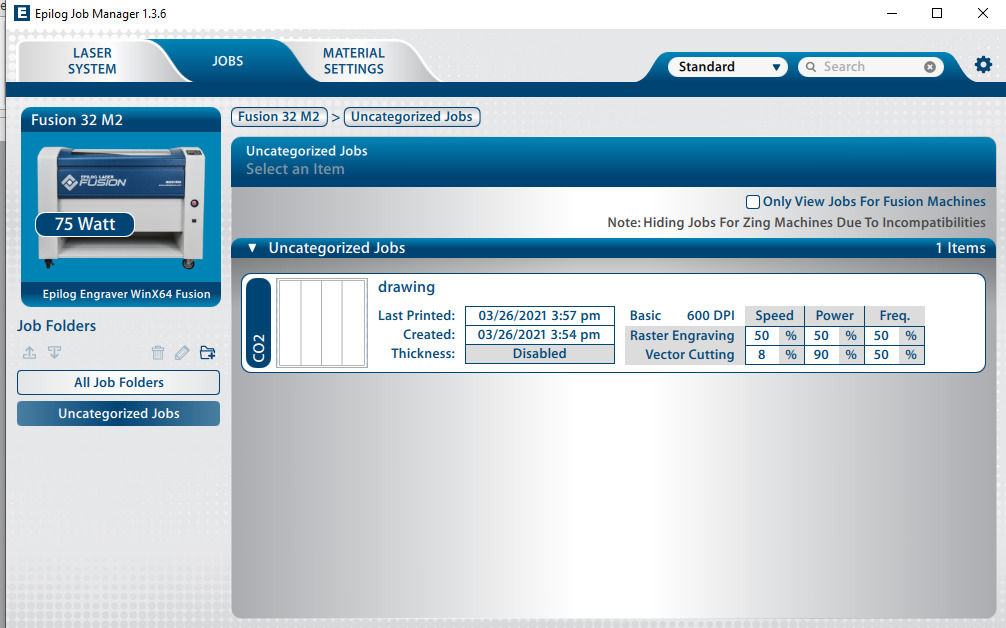 Epilog Job Manager 1.3.6
LASER
SYSTEM
JOBS
MATERIAL
SETTINGS
Standard
Search
Fusion 32 M2
EPILOG LASER
FUSION
75 Watt
Epilog Engraver WinX64 Fusion
Job Folders
All Job Folders
Uncategorized Jobs
Fusion 32 M2 > Uncategorized Jobs
Uncategorized Jobs
Select an Item
Only View Jobs For Fusion Machines
Note: Hiding Jobs For Zing Machines Due To Incompatibilities
▼ Uncategorized Jobs 1 Items
CO2
drawing
Last Printed: 03/26/2021 3:57 pm
Created: 03/26/2021 3:54 pm
Thickness: Disabled
Basic 600 DPI Speed Power Freq.
Raster Engraving 50 % 50 % 50 %
Vector Cutting 8 % 90 % 50 %